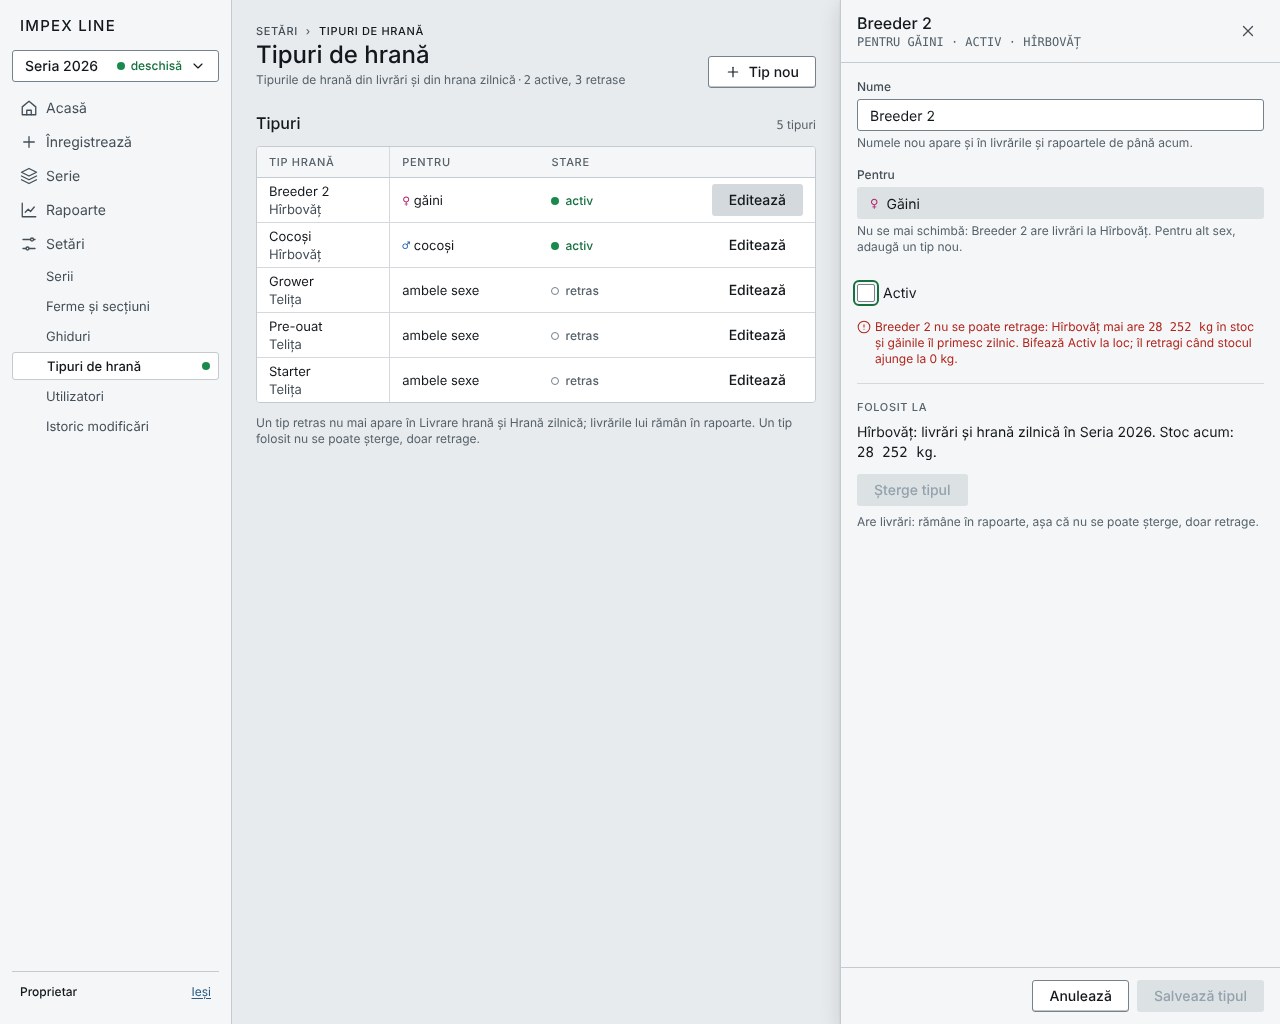 IMPEX LINE
Seria 2026 deschisă
Acasă
Înregistrează
Serie
Rapoarte
Setări
Serii
Ferme și secțiuni
Ghiduri
Tipuri de hrană
Utilizatori
Istoric modificări
Proprietar Ieși
SETĂRI › TIPURI DE HRANĂ
Tipuri de hrană
Tipurile de hrană din livrări și din hrana zilnică · 2 active, 3 retrase
+ Tip nou
Tipuri 5 tipuri
TIP HRANĂ PENTRU STARE
Breeder 2
Hîrbovăț
♀ găini activ Editează
Cocoși
Hîrbovăț
♂ cocoși activ Editează
Grower
Telița
ambele sexe retras Editează
Pre-ouat
Telița
ambele sexe retras Editează
Starter
Telița
ambele sexe retras Editează
Un tip retras nu mai apare în Livrare hrană și Hrană zilnică; livrările lui rămân în rapoarte. Un tip
folosit nu se poate șterge, doar retrage.
Breeder 2
PENTRU GĂINI · ACTIV · HÎRBOVĂȚ
Nume
Breeder 2
Numele nou apare și în livrările și rapoartele de până acum.
Pentru
♀ Găini
Nu se mai schimbă: Breeder 2 are livrări la Hîrbovăț. Pentru alt sex,
adaugă un tip nou.
Activ
Breeder 2 nu se poate retrage: Hîrbovăț mai are 28 252 kg în stoc
și găinile îl primesc zilnic. Bifează Activ la loc; îl retragi când stocul
ajunge la 0 kg.
FOLOSIT LA
Hîrbovăț: livrări și hrană zilnică în Seria 2026. Stoc acum:
28 252 kg.
Șterge tipul
Are livrări: rămâne în rapoarte, așa că nu se poate șterge, doar retrage.
Anulează Salvează tipul